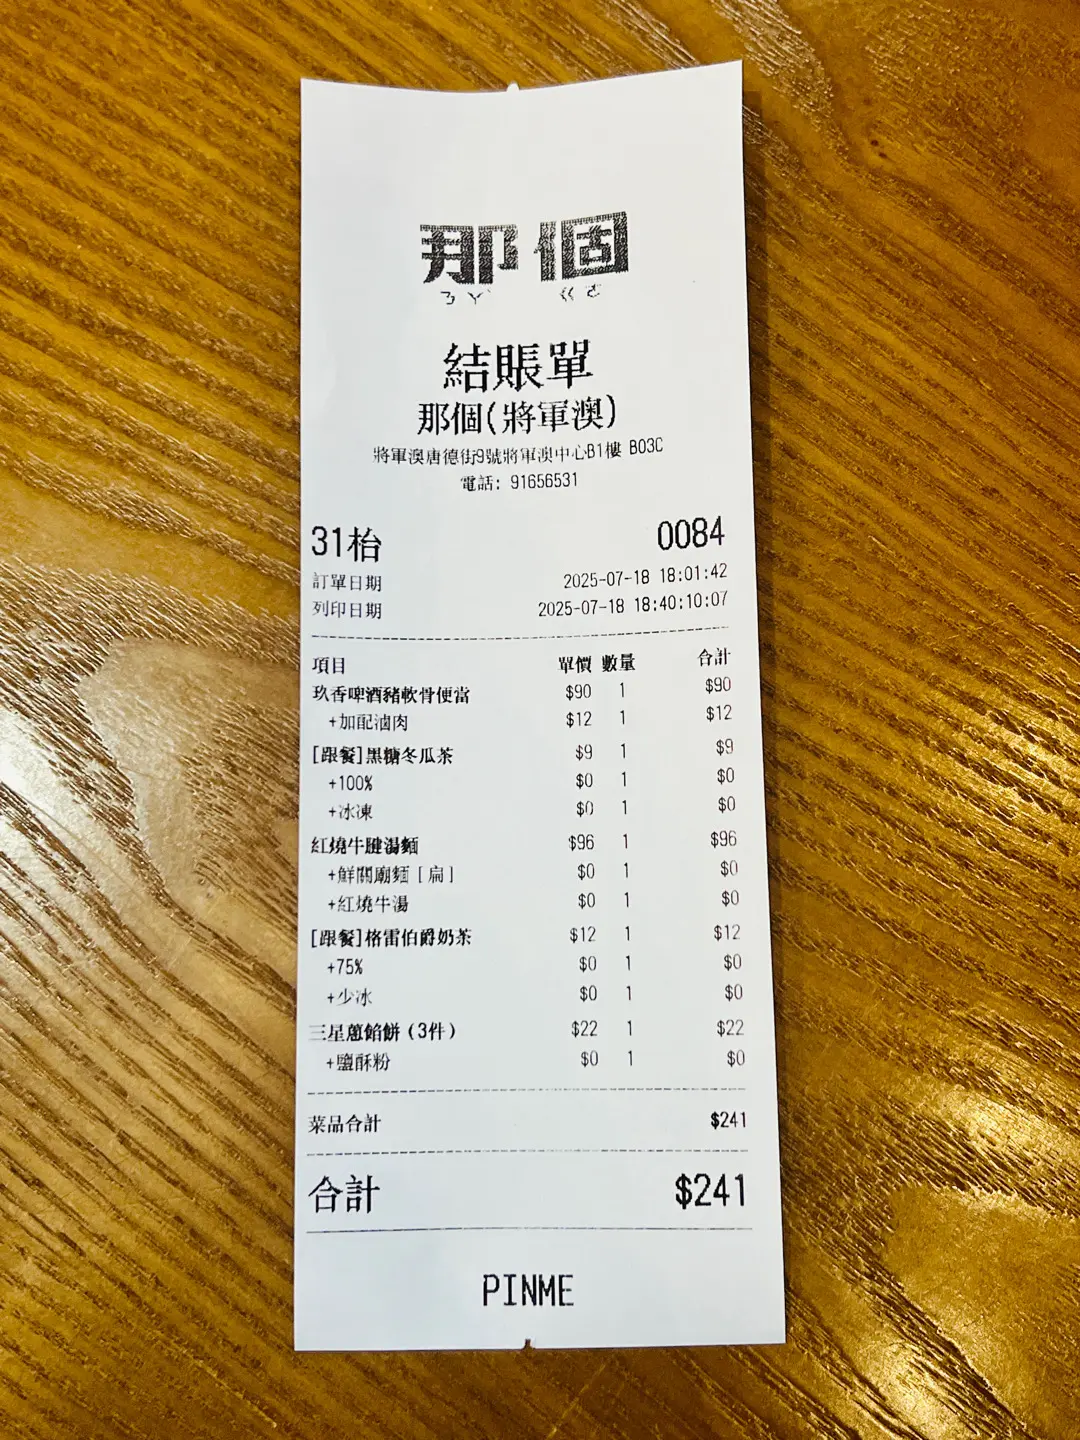 那個
結賬單
那個(將軍澳)
將軍澳唐德街9號將軍澳中心B1樓 B03C
電話: 91656531
31枱 0084
訂單日期 2025-07-18 18:01:42
列印日期 2025-07-18 18:40:10:07
項目 單價 數量 合計
玖香啤酒豬軟骨便當 $90 1 $90
+加配滷肉 $12 1 $12
[跟餐]黑糖冬瓜茶 $9 1 $9
+100% $0 1 $0
+冰凍 $0 1 $0
紅燒牛腱湯麵 $96 1 $96
+鮮關廟麵[扁] $0 1 $0
+紅燒牛湯 $0 1 $0
[跟餐]格雷伯爵奶茶 $12 1 $12
+75% $0 1 $0
+少冰 $0 1 $0
三星蔥餡餅(3件) $22 1 $22
+鹽酥粉 $0 1 $0
菜品合計 $241
合計 $241
PINME